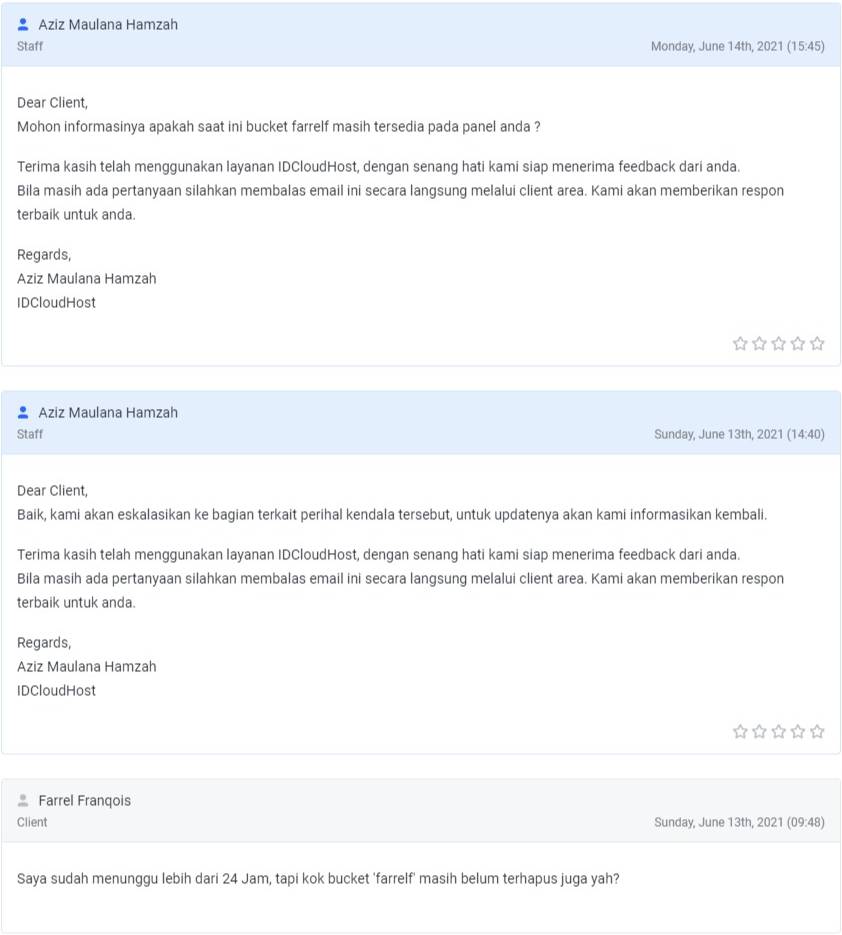 Aziz Maulana Hamzah
Staff
Monday, June 14th, 2021 (15:45)
Dear Client,
Mohon informasinya apakah saat ini bucket farrelf masih tersedia pada panel anda ?
Terima kasih telah menggunakan layanan IDCloudHost, dengan senang hati kami siap menerima feedback dari anda.
Bila masih ada pertanyaan silahkan membalas email ini secara langsung melalui client area. Kami akan memberikan respon
terbaik untuk anda.
Regards,
Aziz Maulana Hamzah
IDCloudHost
Aziz Maulana Hamzah
Staff
Sunday, June 13th, 2021 (14:40)
Dear Client,
Baik, kami akan eskalasikan ke bagian terkait perihal kendala tersebut, untuk updatenya akan kami informasikan kembali.
Terima kasih telah menggunakan layanan IDCloudHost, dengan senang hati kami siap menerima feedback dari anda.
Bila masih ada pertanyaan silahkan membalas email ini secara langsung melalui client area. Kami akan memberikan respon
terbaik untuk anda.
Regards,
Aziz Maulana Hamzah
IDCloudHost
Farrel Franqois
Client
Sunday, June 13th, 2021 (09:48)
Saya sudah menunggu lebih dari 24 Jam, tapi kok bucket 'farrelf' masih belum terhapus juga yah?